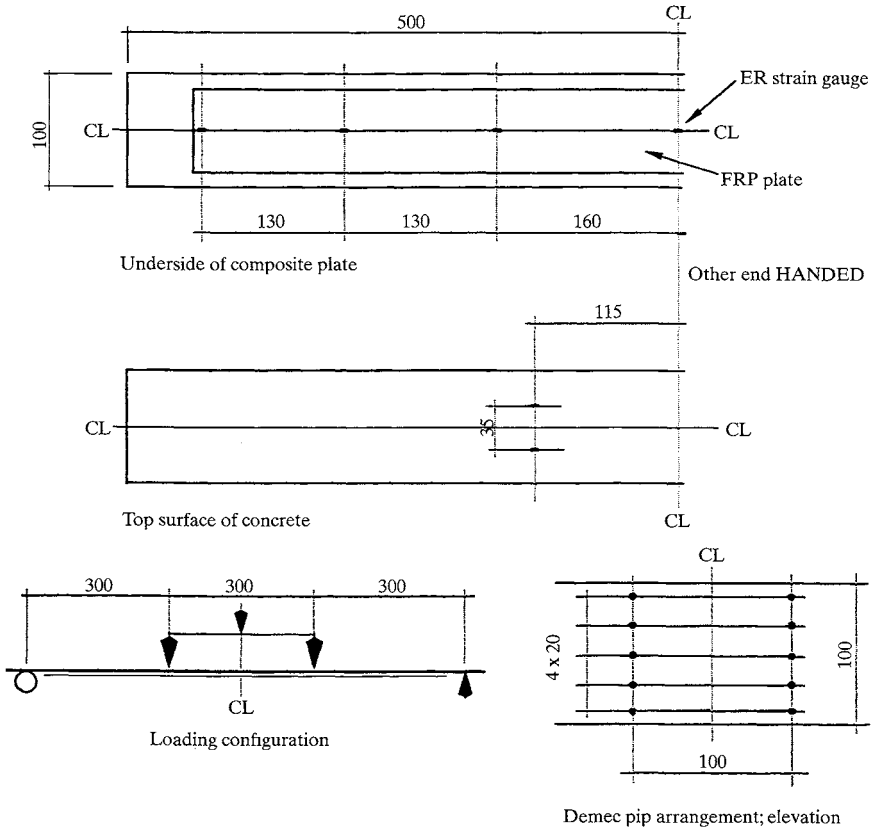 CL
500
ER strain gauge
100
CL
CL
FRP plate
130
130
160
Underside of composite plate
Other end HANDED
115
CL
35
CL
Top surface of concrete
CL
300
300
300
CL
Loading configuration
CL
4 x 20
100
100
Demec pip arrangement; elevation